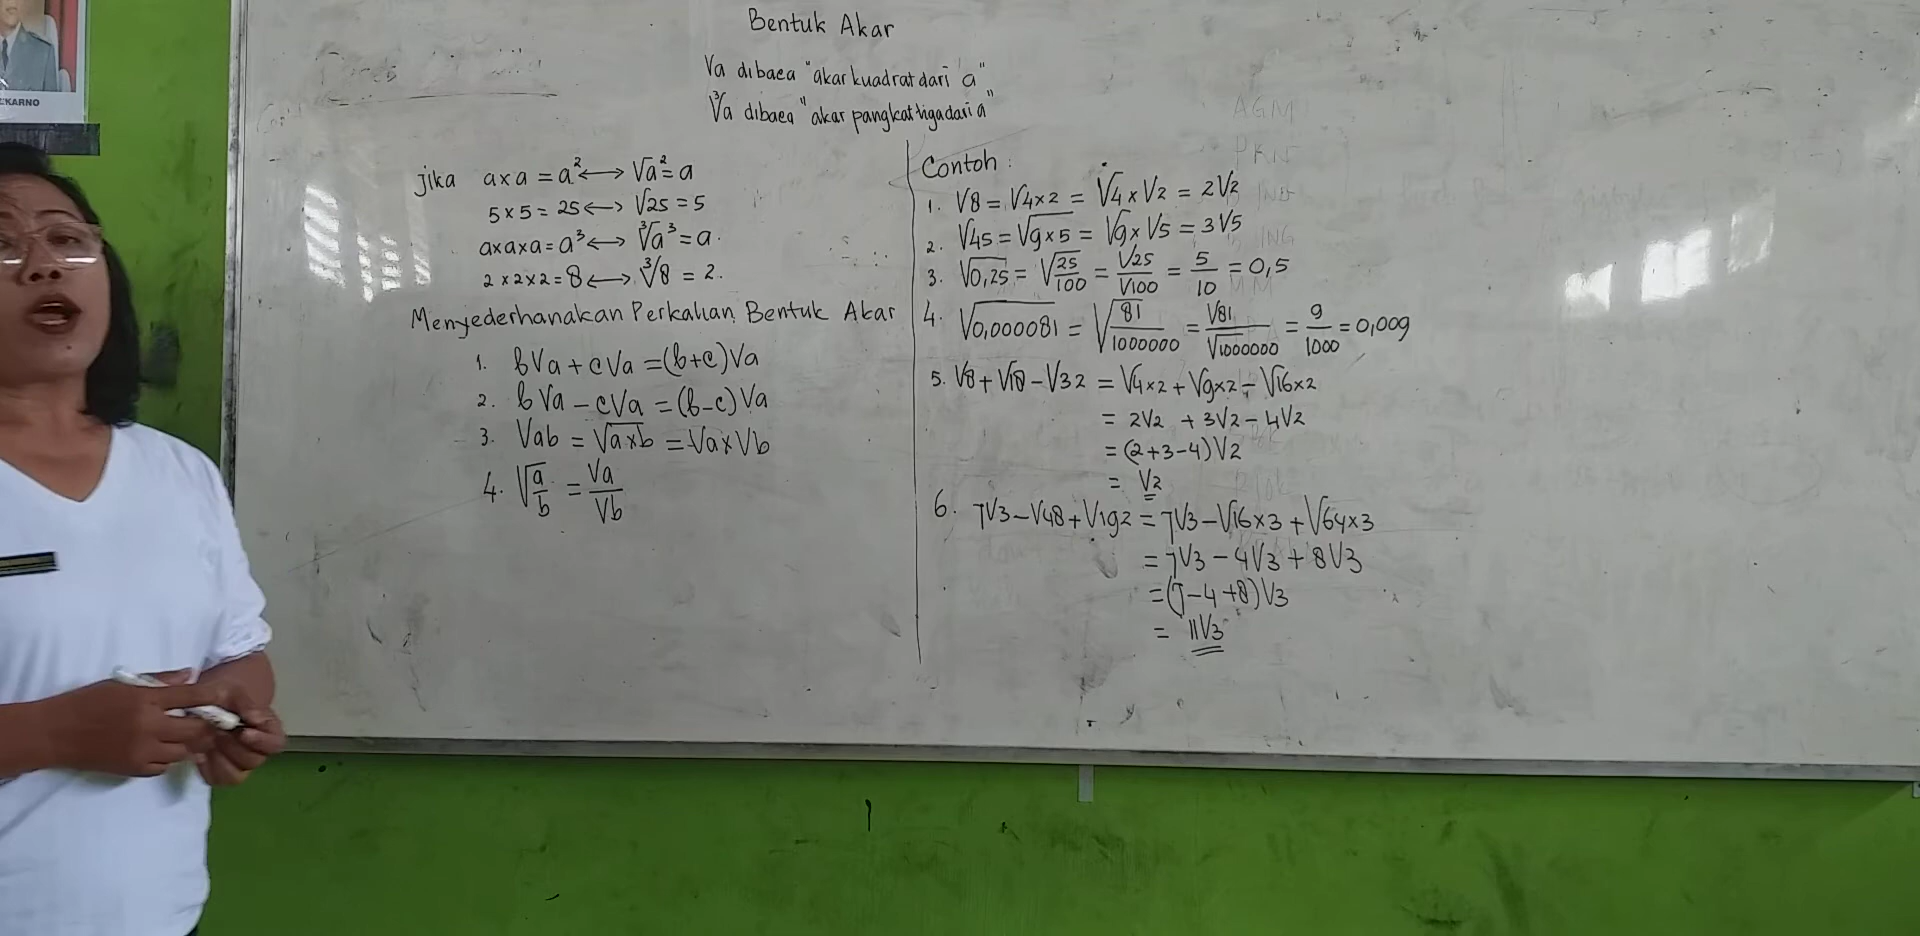 EKARNO
Bentuk Akar
√a dibaca "akar kuadrat dari a"
∛a dibaca "akar pangkat tiga dari a"
jika a×a = a² ⟷ √a² = a
5×5 = 25 ⟷ √25 = 5
a×a×a = a³ ⟷ ∛a³ = a.
2×2×2 = 8 ⟷ ∛8 = 2.
Menyederhanakan Perkalian Bentuk Akar
1. b√a + c√a = (b+c)√a
2. b√a − c√a = (b−c)√a
3. √ab = √a×b = √a×√b
4. √a/b = √a/√b
Contoh :
1. √8 = √4×2 = √4 × √2 = 2√2
2. √45 = √9×5 = √9 × √5 = 3√5
3. √0,25 = √25/100 = √25/√100 = 5/10 = 0,5
4. √0,000081 = √81/1000000 = √81/√1000000 = 9/1000 = 0,009
5. √8 + √18 − √32 = √4×2 + √9×2 − √16×2
= 2√2 + 3√2 − 4√2
= (2+3−4)√2
= √2
6. 7√3 − √48 + √192 = 7√3 − √16×3 + √64×3
= 7√3 − 4√3 + 8√3
= (7−4+8)√3
= 11√3
AGM
PKN